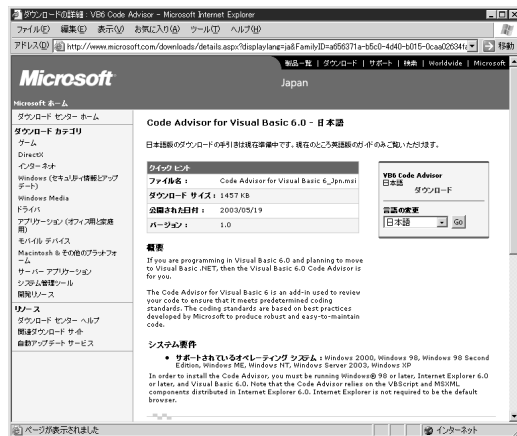 ダウンロードの詳細 : VB6 Code Advisor - Microsoft Internet Explorer
ファイル(F) 編集(E) 表示(V) お気に入り(A) ツール(T) ヘルプ(H)
アドレス(D) http://www.microsoft.com/downloads/details.aspx?displaylang=ja&FamilyID=a656371a-b5c0-4d40-b015-0caa02634fa 移動
製品一覧 | ダウンロード | サポート | 検索 | Worldwide | Microsoft
Microsoft
Japan
Microsoft ホーム
ダウンロード センター ホーム
ダウンロード カテゴリ
ゲーム
DirectX
インターネット
Windows (セキュリティ情報とアップデート)
Windows Media
ドライバ
アプリケーション (オフィス用と家庭用)
モバイル デバイス
Macintosh & その他のプラットフォーム
サーバー アプリケーション
システム管理ツール
開発リソース
リソース
ダウンロード センター ヘルプ
関連ダウンロード サイト
自動アップデート サービス
Code Advisor for Visual Basic 6.0 - 日本語
日本語版のダウンロードの手引きは現在準備中です。現在のところ英語版のガイドのみご覧いただけます。
クイック ヒント
ファイル名 : Code Advisor for Visual Basic 6_Jpn.msi
ダウンロード サイズ : 1457 KB
公開された日付 : 2003/05/19
バージョン : 1.0
VB6 Code Advisor
日本語
ダウンロード
言語の変更
日本語 Go
概要
If you are programming in Visual Basic 6.0 and planning to move
to Visual Basic .NET, then the Visual Basic 6.0 Code Advisor is
for you.
The Code Advisor for Visual Basic 6 is an add-in used to review
your code to ensure that it meets predetermined coding
standards. The coding standards are based on best practices
developed by Microsoft to produce robust and easy-to-maintain
code.
システム要件
• サポートされているオペレーティング システム : Windows 2000, Windows 98, Windows 98 Second
Edition, Windows ME, Windows NT, Windows Server 2003, Windows XP
In order to install the Code Advisor, you must be running Windows® 98 or later, Internet Explorer 6.0
or later, and Visual Basic 6.0. Note that the Code Advisor relies on the VBScript and MSXML
components distributed in Internet Explorer 6.0. Internet Explorer is not required to be the default
browser.
ページが表示されました
インターネット